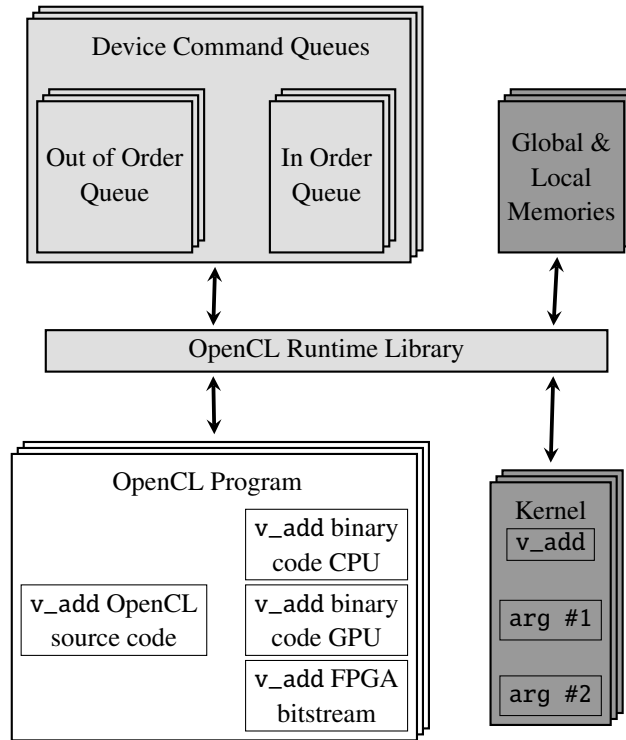 Device Command Queues
Out of Order
Queue
In Order
Queue
Global &
Local
Memories
OpenCL Runtime Library
OpenCL Program
v_add OpenCL
source code
v_add binary
code CPU
v_add binary
code GPU
v_add FPGA
bitstream
Kernel
v_add
arg #1
arg #2